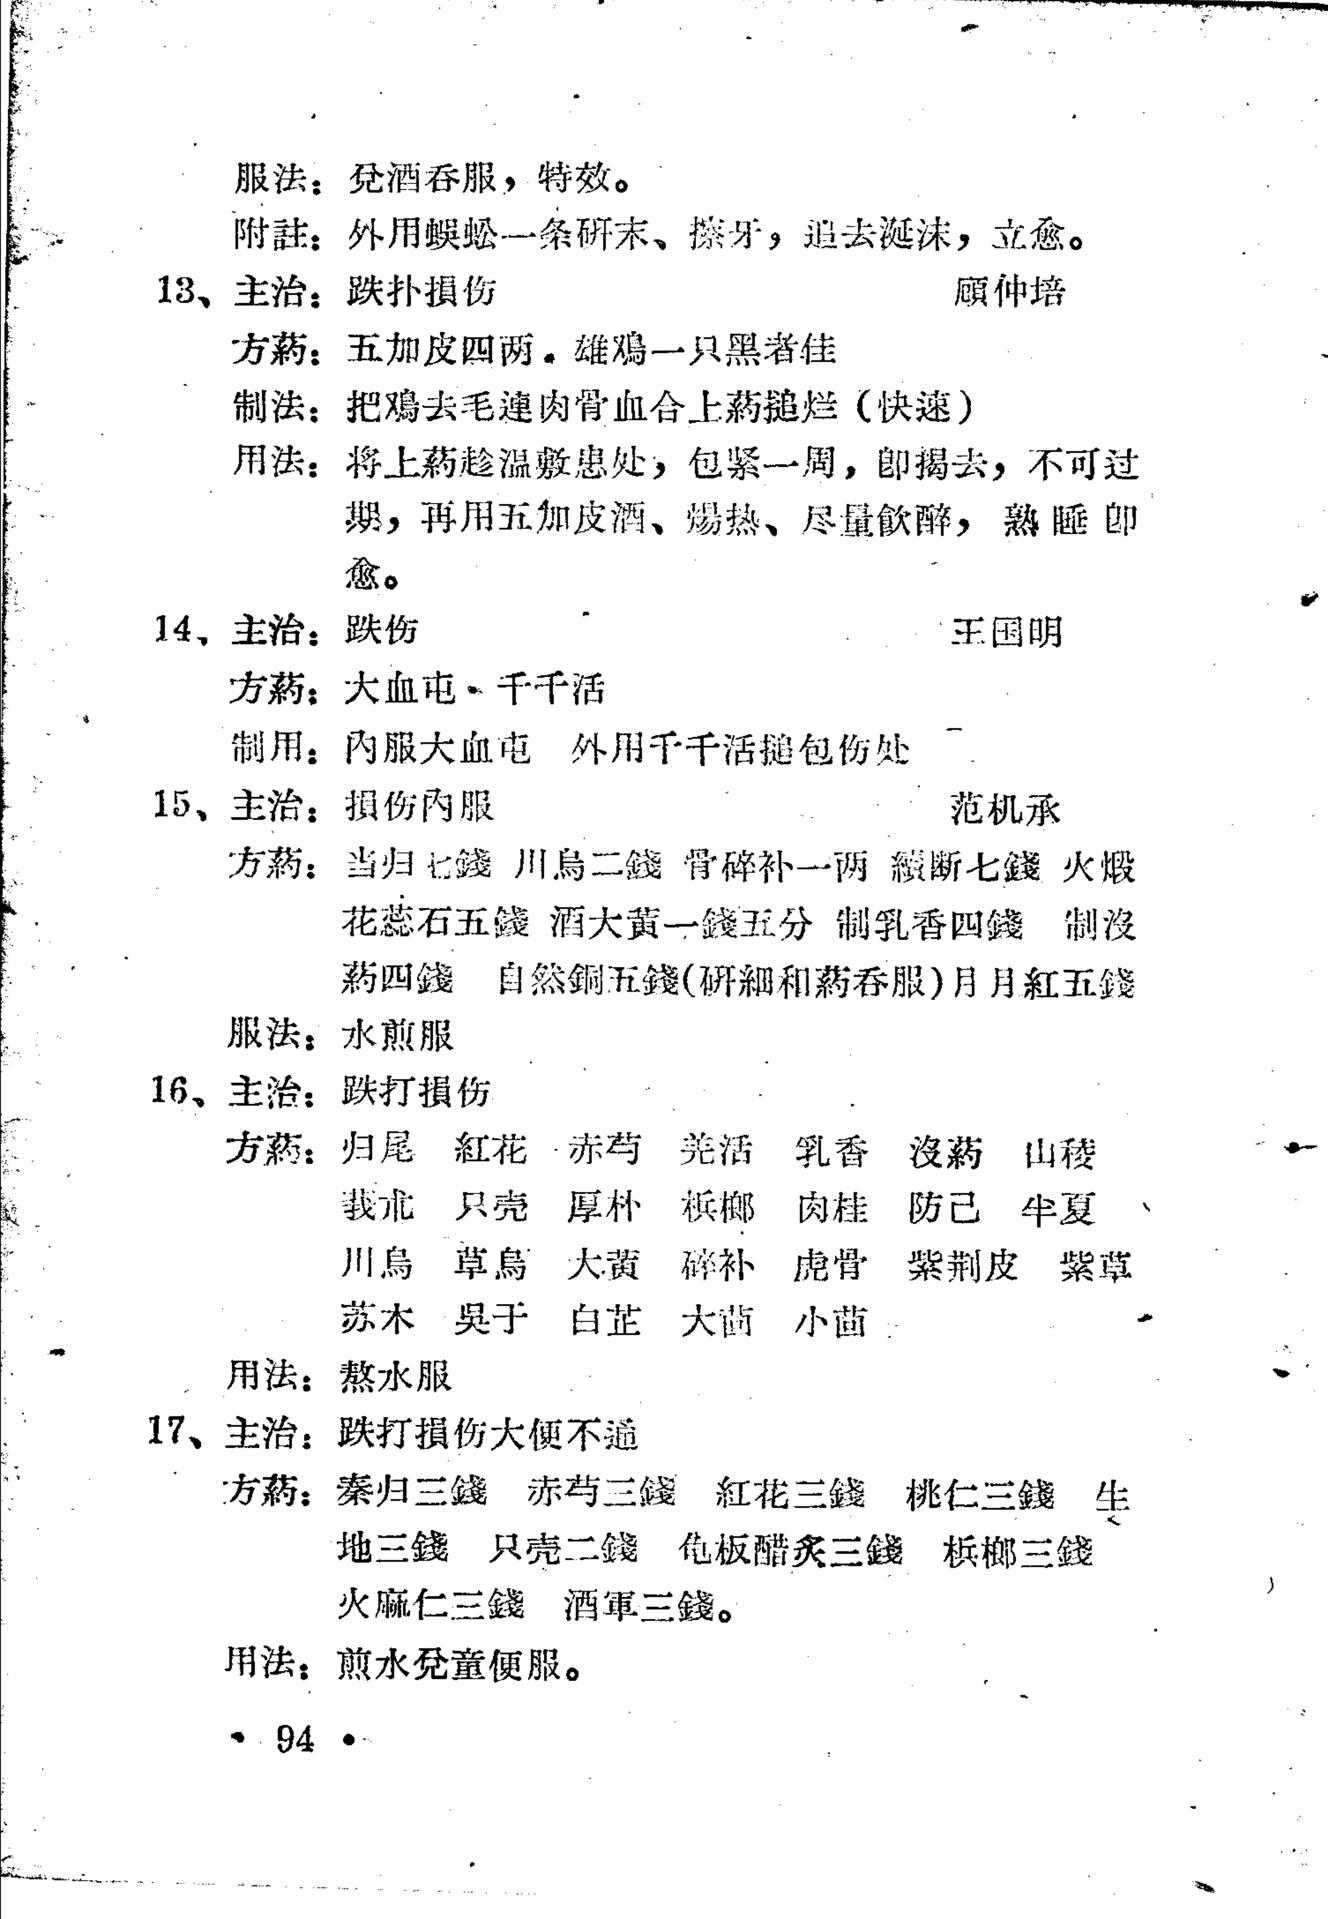 服法：兌酒吞服，特效。
附註：外用蜈蚣一条研末、擦牙，追去涎沫，立愈。
13、主治：跌扑損伤 顧仲培
方葯：五加皮四两．雄鳮一只黑者佳
制法：把鳮去毛連肉骨血合上葯搥烂（快速）
用法：将上葯趁溫敷患处，包紧一周，卽揭去，不可过
期，再用五加皮酒、煬热、尽量飮醉，熟睡卽
愈。
14、主治：跌伤 王国明
方葯：大血屯．千千活
制用：內服大血屯 外用千千活搥包伤处
15、主治：損伤內服 范机承
方葯：当归七錢 川烏二錢 骨碎补一两 續断七錢 火煅
花蕊石五錢 酒大黃一錢五分 制乳香四錢 制沒
葯四錢 自然銅五錢（研細和葯吞服）月月紅五錢
服法：水煎服
16、主治：跌打損伤
方葯：归尾 紅花 赤芍 羌活 乳香 沒葯 山稜
莪朮 只壳 厚朴 梹榔 肉桂 防己 半夏
川烏 草烏 大黃 碎补 虎骨 紫荆皮 紫草
苏木 吳于 白芷 大茴 小茴
用法：熬水服
17、主治：跌打損伤大便不通
方葯：秦归三錢 赤芍三錢 紅花三錢 桃仁三錢 生
地三錢 只壳二錢 龟板醋炙三錢 梹榔三錢
火麻仁三錢 酒軍三錢。
用法：煎水兌童便服。
• 94 •